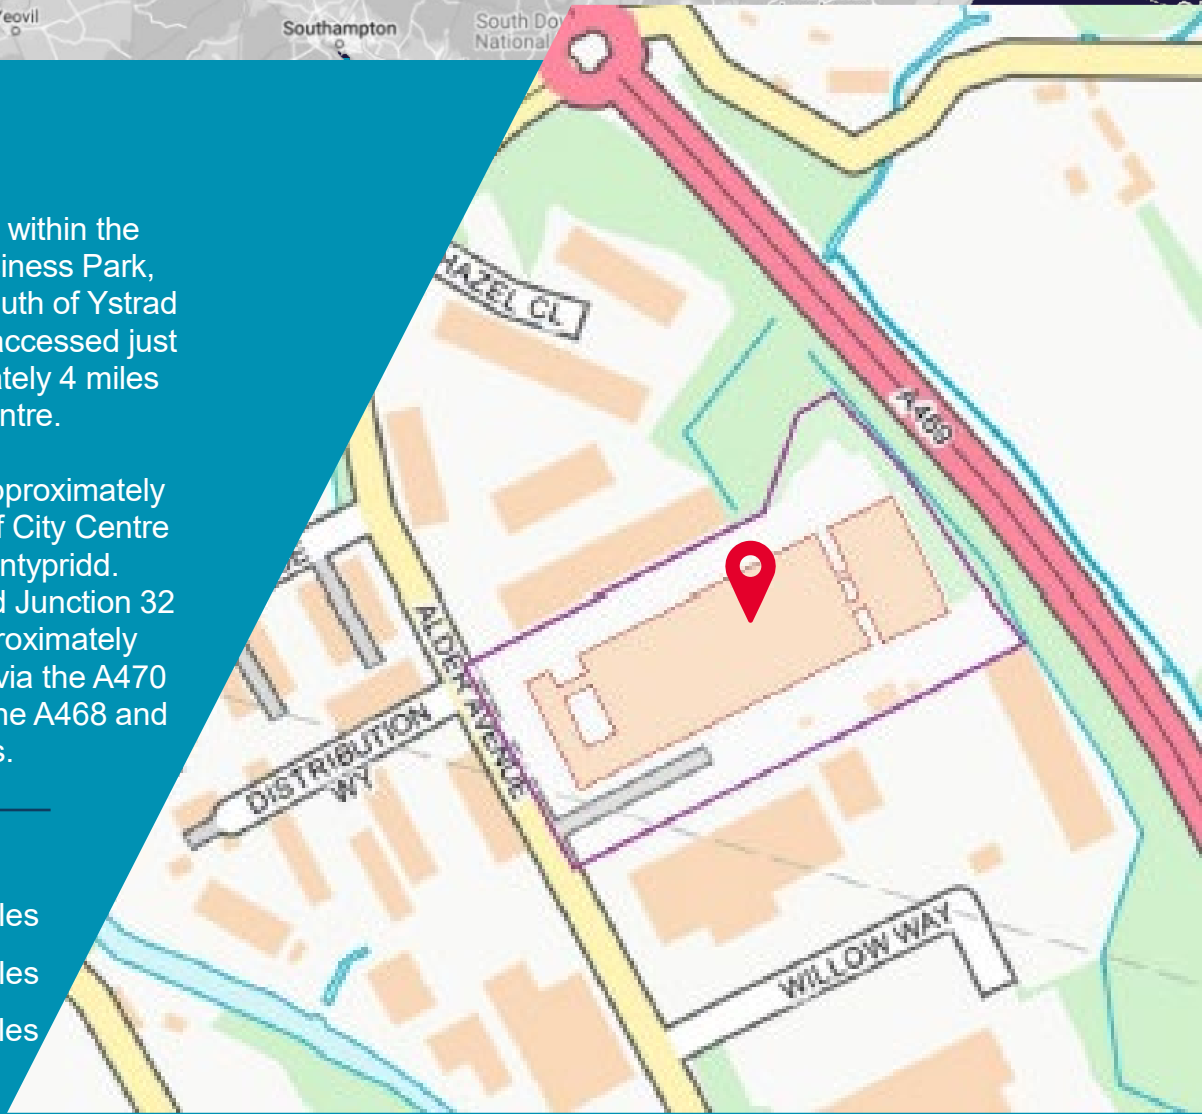 Yeovil
Southampton
South Dow
National
within the
iness Park,
uth of Ystrad
accessed just
ately 4 miles
ntre.
pproximately
f City Centre
ntypridd.
d Junction 32
roximately
via the A470
he A468 and
s.
les
les
les
HAZEL CL
A469
ALDER AVENUE
DISTRIBUTION
WY
WILLOW WAY